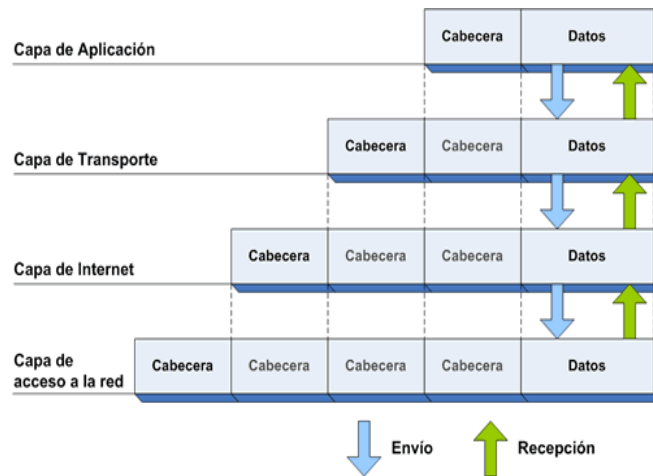 Cabecera Datos
Capa de Aplicación
Cabecera Cabecera Datos
Capa de Transporte
Cabecera Cabecera Cabecera Datos
Capa de Internet
Capa de
acceso a la red
Cabecera Cabecera Cabecera Cabecera Datos
Envío Recepción